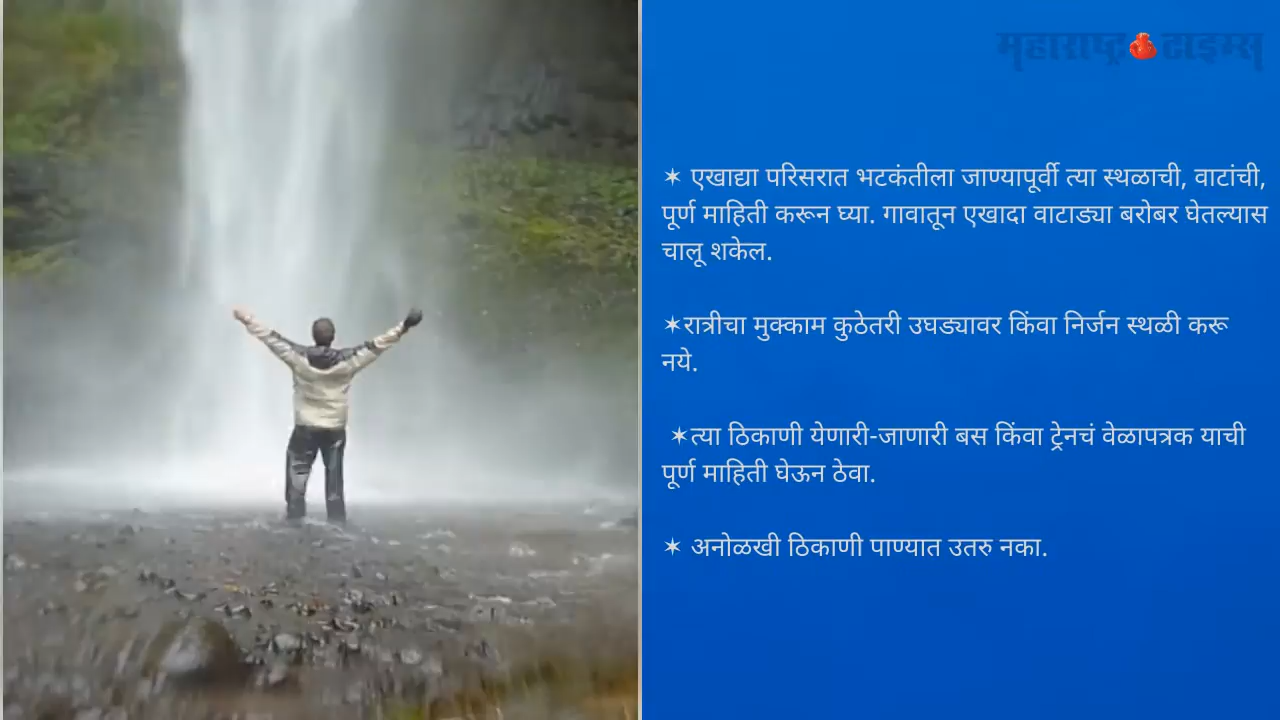 महाराष्ट्र टाइम्स
✶ एखाद्या परिसरात भटकंतीला जाण्यापूर्वी त्या स्थळाची, वाटांची,
पूर्ण माहिती करून घ्या. गावातून एखादा वाटाड्या बरोबर घेतल्यास
चालू शकेल.
✶रात्रीचा मुक्काम कुठेतरी उघड्यावर किंवा निर्जन स्थळी करू
नये.
✶त्या ठिकाणी येणारी-जाणारी बस किंवा ट्रेनचं वेळापत्रक याची
पूर्ण माहिती घेऊन ठेवा.
✶ अनोळखी ठिकाणी पाण्यात उतरु नका.